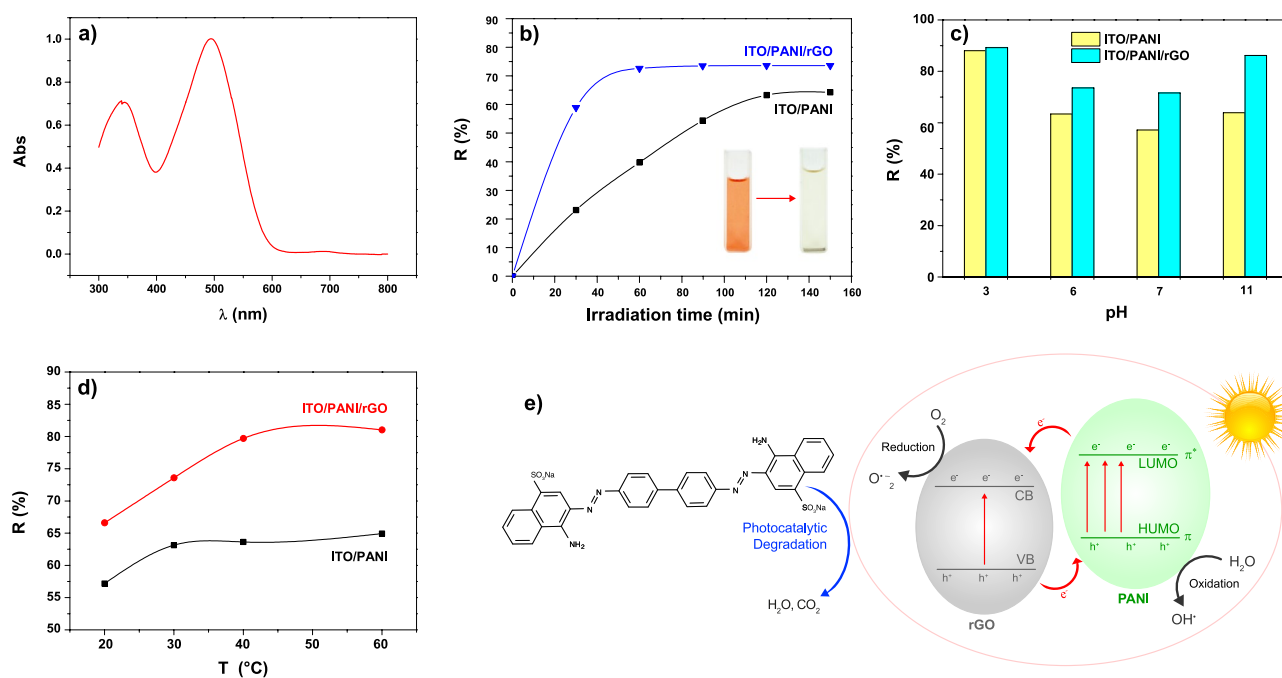 a)
1.0
0.8
0.6
0.4
0.2
0.0
Abs
300 400 500 600 700 800
λ (nm)
b)
90
80
70
60
50
40
30
20
10
0
R (%)
ITO/PANI/rGO
ITO/PANI
0 20 40 60 80 100 120 140 160
Irradiation time (min)
c)
ITO/PANI
ITO/PANI/rGO
100
80
60
40
20
0
R (%)
3 6 7 11
pH
d)
90
85
80
75
70
65
60
55
50
R (%)
ITO/PANI/rGO
ITO/PANI
20 30 40 50 60
T (°C)
e)
SO₃Na
N
N
NH₂
NH₂
N
N
SO₃Na
Photocatalytic
Degradation
H₂O, CO₂
O₂
Reduction
O•−₂
e- e- e-
CB
VB
h⁺ h⁺ h⁺
rGO
e-
e-
e- e- e-
LUMO π*
HUMO π
h⁺ h⁺ h⁺
PANI
H₂O
Oxidation
OH•